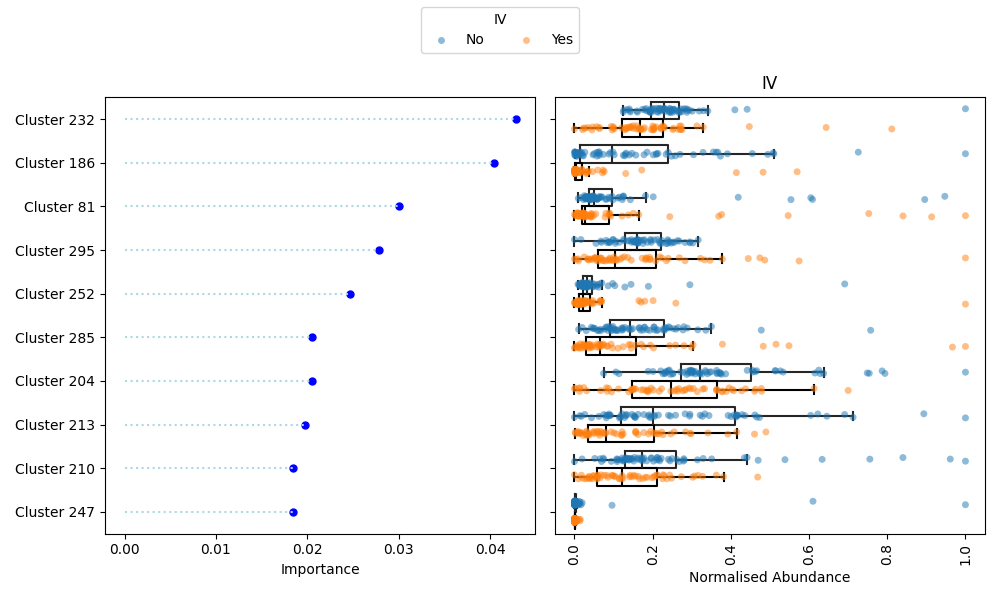 IV
No Yes
IV
Cluster 232
Cluster 186
Cluster 81
Cluster 295
Cluster 252
Cluster 285
Cluster 204
Cluster 213
Cluster 210
Cluster 247
0.00 0.01 0.02 0.03 0.04
Importance
0.0 0.2 0.4 0.6 0.8 1.0
Normalised Abundance